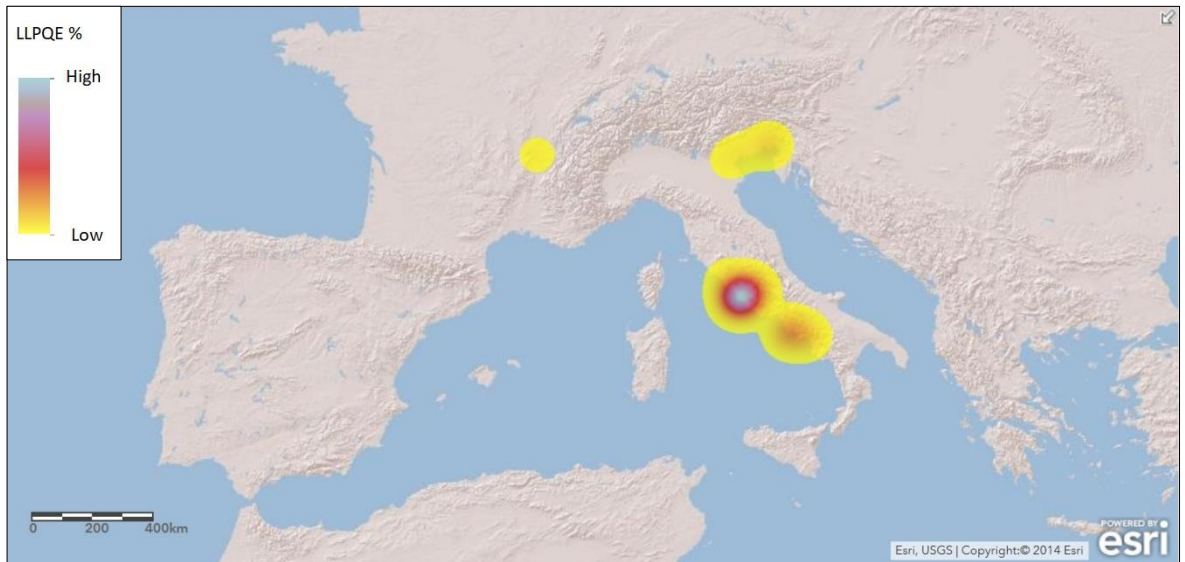 LLPQE %
High
Low
0 200 400km
Esri, USGS | Copyright:© 2014 Esri
POWERED BY
esri